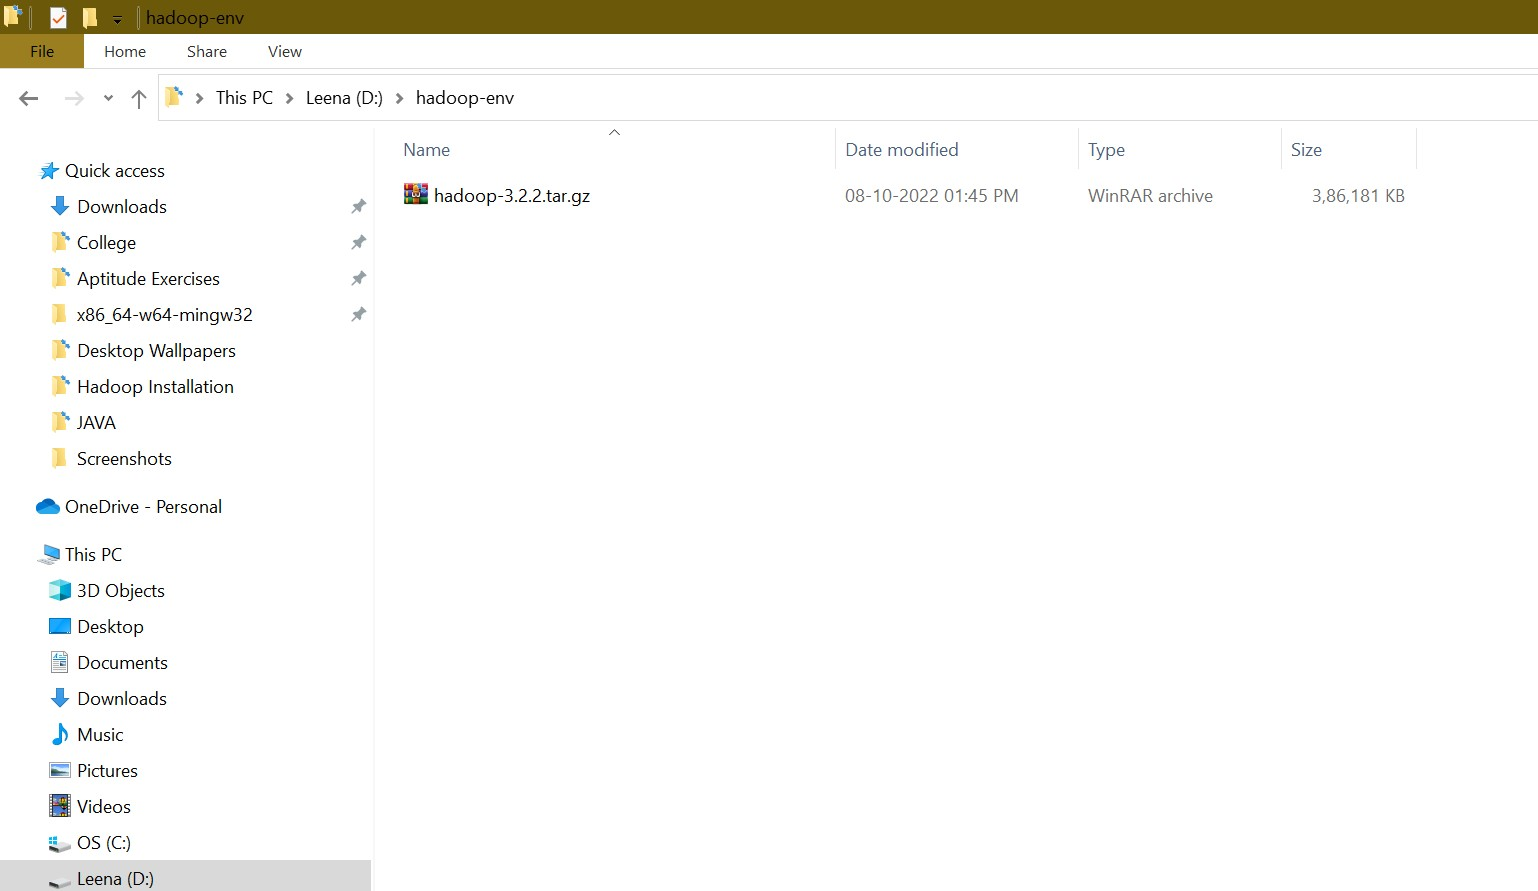 hadoop-env
File Home Share View
This PC Leena (D:) hadoop-env
Name Date modified Type Size
hadoop-3.2.2.tar.gz 08-10-2022 01:45 PM WinRAR archive 3,86,181 KB
Quick access
Downloads
College
Aptitude Exercises
x86_64-w64-mingw32
Desktop Wallpapers
Hadoop Installation
JAVA
Screenshots
OneDrive - Personal
This PC
3D Objects
Desktop
Documents
Downloads
Music
Pictures
Videos
OS (C:)
Leena (D:)